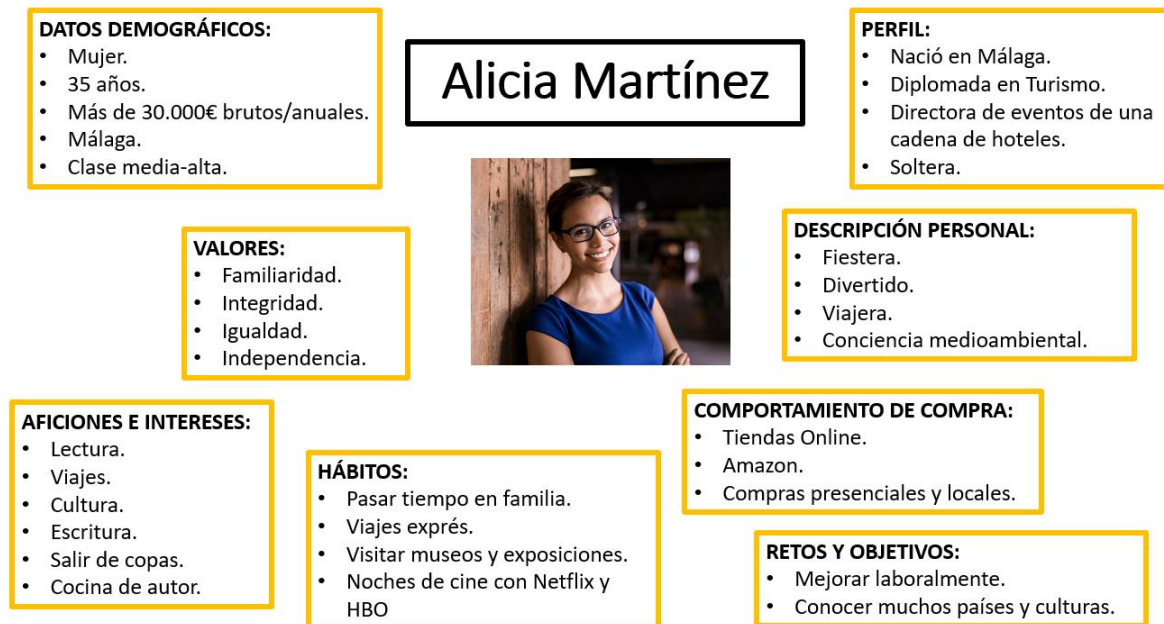 DATOS DEMOGRÁFICOS:
• Mujer.
• 35 años.
• Más de 30.000€ brutos/anuales.
• Málaga.
• Clase media-alta.
Alicia Martínez
PERFIL:
• Nació en Málaga.
• Diplomada en Turismo.
• Directora de eventos de una
cadena de hoteles.
• Soltera.
VALORES:
• Familiaridad.
• Integridad.
• Igualdad.
• Independencia.
DESCRIPCIÓN PERSONAL:
• Fiestera.
• Divertido.
• Viajera.
• Conciencia medioambiental.
AFICIONES E INTERESES:
• Lectura.
• Viajes.
• Cultura.
• Escritura.
• Salir de copas.
• Cocina de autor.
HÁBITOS:
• Pasar tiempo en familia.
• Viajes exprés.
• Visitar museos y exposiciones.
• Noches de cine con Netflix y
HBO
COMPORTAMIENTO DE COMPRA:
• Tiendas Online.
• Amazon.
• Compras presenciales y locales.
RETOS Y OBJETIVOS:
• Mejorar laboralmente.
• Conocer muchos países y culturas.